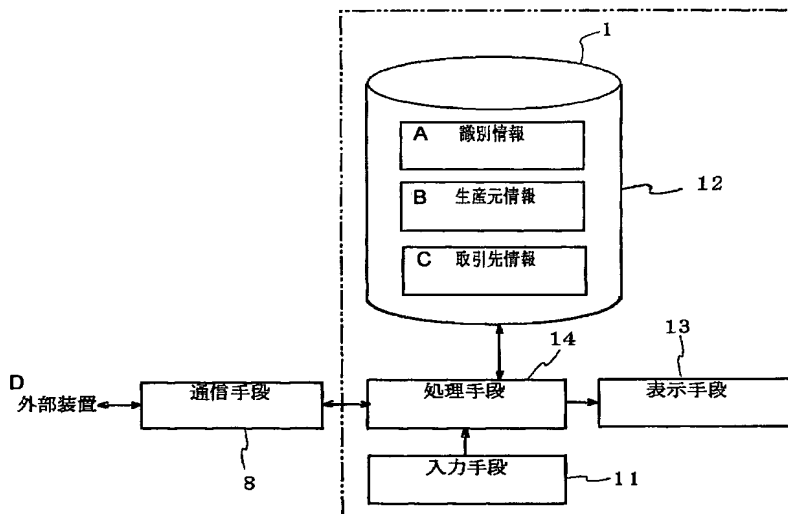 1
A 識別情報
B 生産元情報
12
C 取引先情報
14
13
D
外部装置
通信手段
処理手段
表示手段
8
入力手段
11